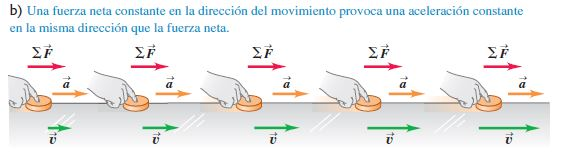 b) Una fuerza neta constante en la dirección del movimiento provoca una aceleración constante
en la misma dirección que la fuerza neta.
ΣF⃗ ΣF⃗ ΣF⃗ ΣF⃗ ΣF⃗
a⃗ a⃗ a⃗ a⃗ a⃗
v⃗ v⃗ v⃗ v⃗ v⃗